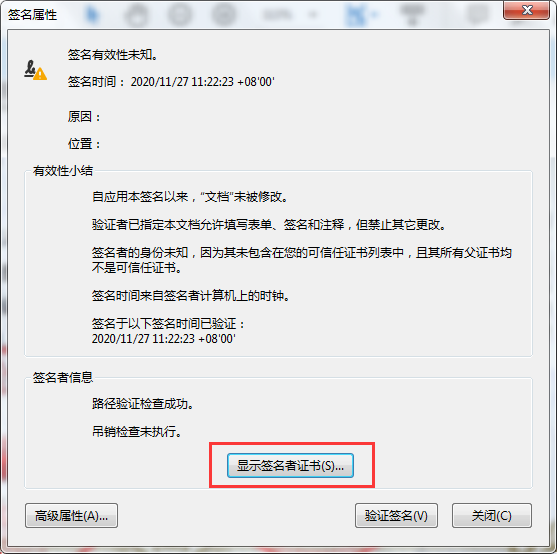 签名属性
签名有效性未知。
签名时间： 2020/11/27 11:22:23 +08'00'
原因：
位置：
有效性小结
自应用本签名以来，“文档”未被修改。
验证者已指定本文档允许填写表单、签名和注释，但禁止其它更改。
签名者的身份未知，因为其未包含在您的可信任证书列表中，且其所有父证书均
不是可信任证书。
签名时间来自签名者计算机上的时钟。
签名于以下签名时间已验证：
2020/11/27 11:22:23 +08'00'
签名者信息
路径验证检查成功。
吊销检查未执行。
显示签名者证书(S)...
高级属性(A)...
验证签名(V)
关闭(C)